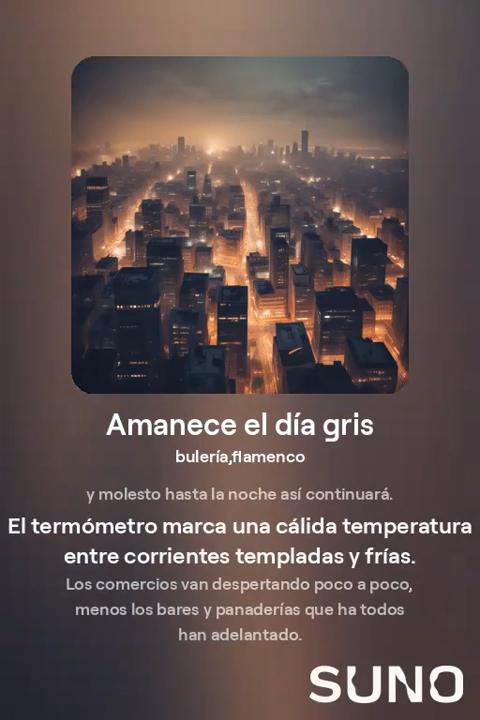 Amanece el día gris
bulería,flamenco
y molesto hasta la noche así continuará.
El termómetro marca una cálida temperatura
entre corrientes templadas y frías.
Los comercios van despertando poco a poco,
menos los bares y panaderías que ha todos
han adelantado.
SUNO